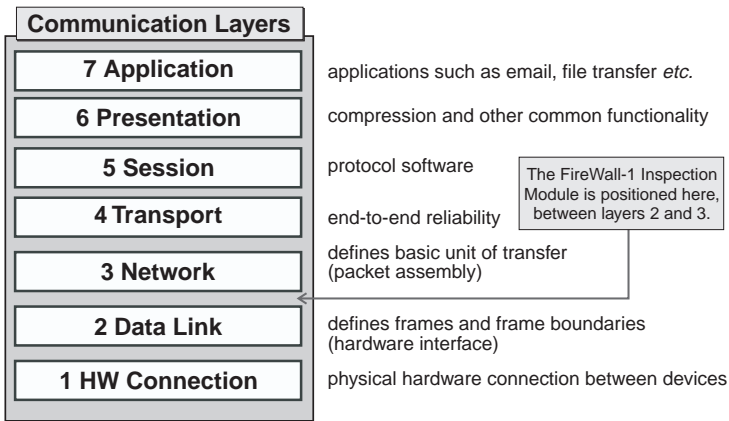 Communication Layers
7 Application
applications such as email, file transfer etc.
6 Presentation
compression and other common functionality
5 Session
protocol software
The FireWall-1 Inspection
Module is positioned here,
between layers 2 and 3.
4 Transport
end-to-end reliability
3 Network
defines basic unit of transfer
(packet assembly)
2 Data Link
defines frames and frame boundaries
(hardware interface)
1 HW Connection
physical hardware connection between devices